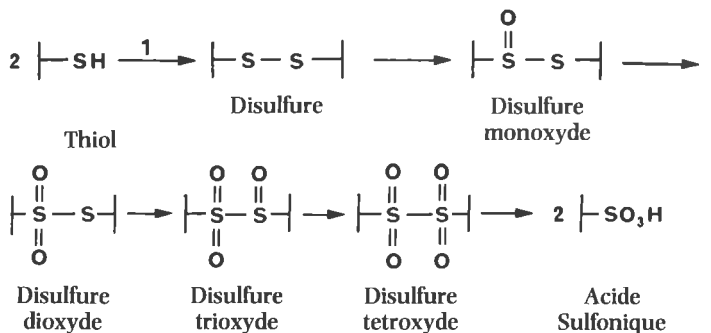 O
2 SH 1 S S S S
Disulfure Disulfure
monoxyde
Thiol
O O O O O
S S S S S S 2 SO3H
O O O O
Disulfure Disulfure Disulfure Acide
dioxyde trioxyde tetroxyde Sulfonique